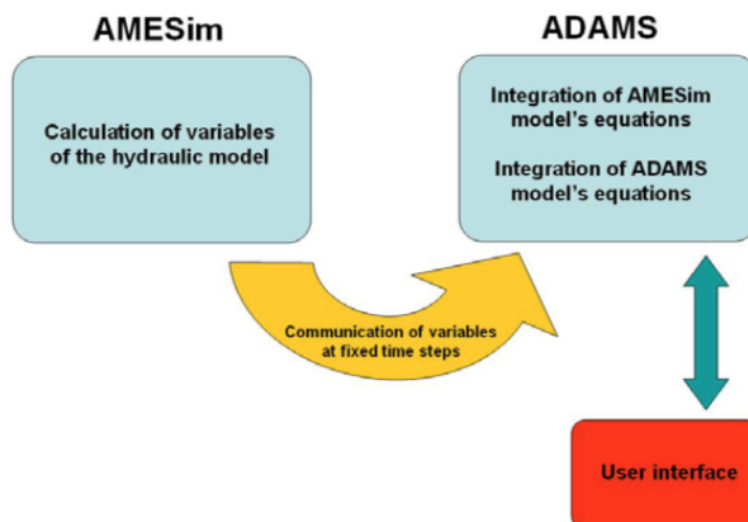 AMESim
ADAMS
Calculation of variables
of the hydraulic model
Integration of AMESim
model's equations
Integration of ADAMS
model's equations
Communication of variables
at fixed time steps
User interface